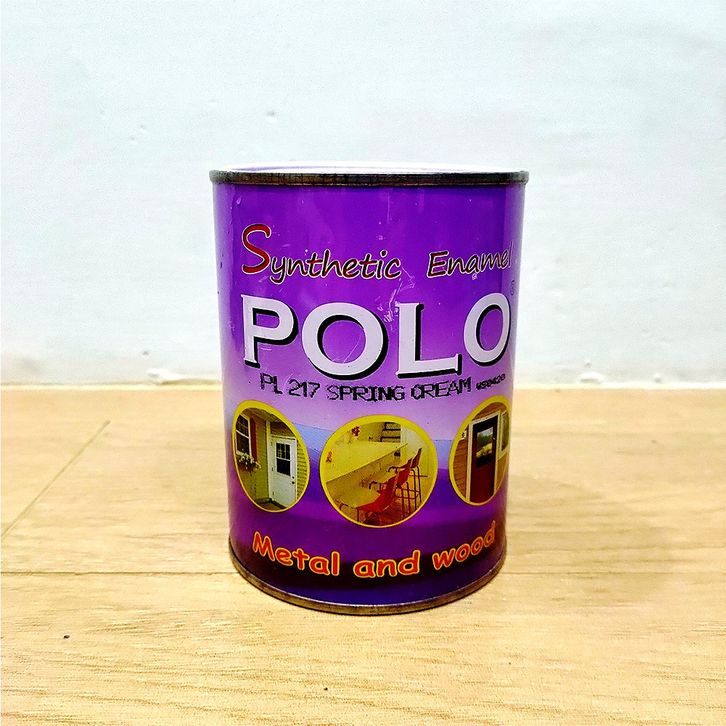 Synthetic Enamel
POLO
PL 217 SPRING CREAM
Metal and wood